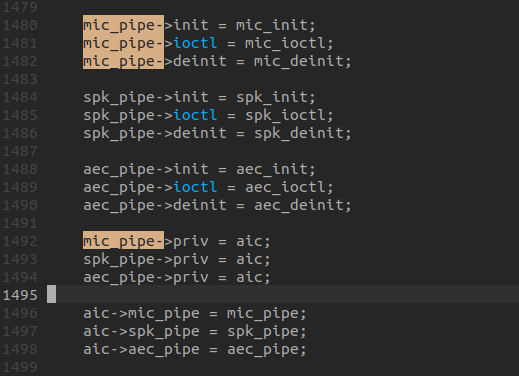 1479
1480 mic_pipe->init = mic_init;
1481 mic_pipe->ioctl = mic_ioctl;
1482 mic_pipe->deinit = mic_deinit;
1483
1484 spk_pipe->init = spk_init;
1485 spk_pipe->ioctl = spk_ioctl;
1486 spk_pipe->deinit = spk_deinit;
1487
1488 aec_pipe->init = aec_init;
1489 aec_pipe->ioctl = aec_ioctl;
1490 aec_pipe->deinit = aec_deinit;
1491
1492 mic_pipe->priv = aic;
1493 spk_pipe->priv = aic;
1494 aec_pipe->priv = aic;
1495
1496 aic->mic_pipe = mic_pipe;
1497 aic->spk_pipe = spk_pipe;
1498 aic->aec_pipe = aec_pipe;
1499